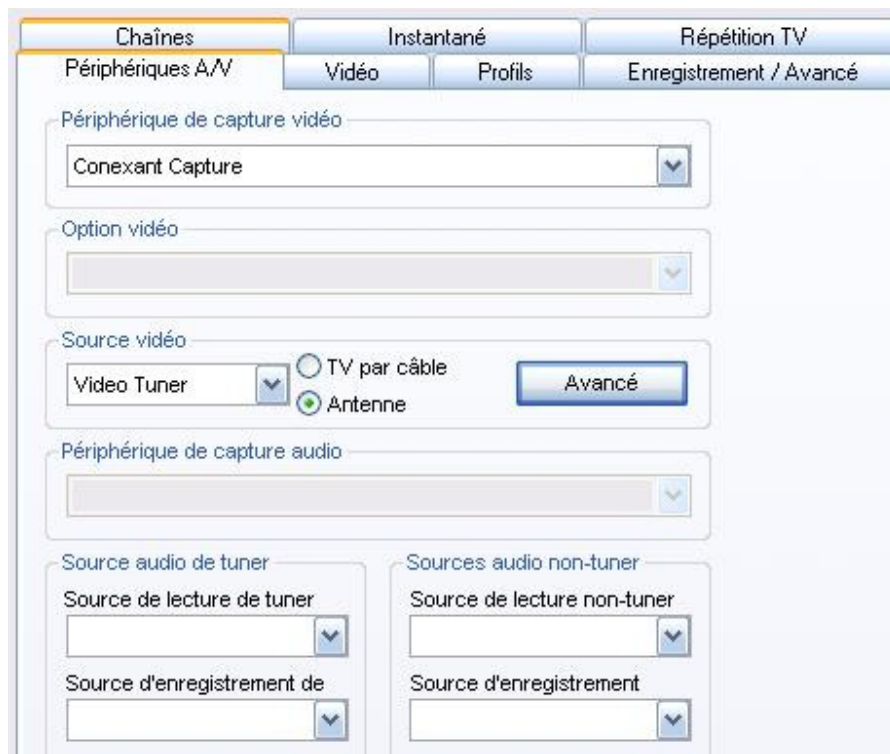 Chaînes Instantané Répétition TV
Périphériques A/V Vidéo Profils Enregistrement / Avancé
Périphérique de capture vidéo
Conexant Capture
Option vidéo
Source vidéo
Video Tuner
TV par câble
Antenne
Avancé
Périphérique de capture audio
Source audio de tuner
Source de lecture de tuner
Source d'enregistrement de
Sources audio non-tuner
Source de lecture non-tuner
Source d'enregistrement